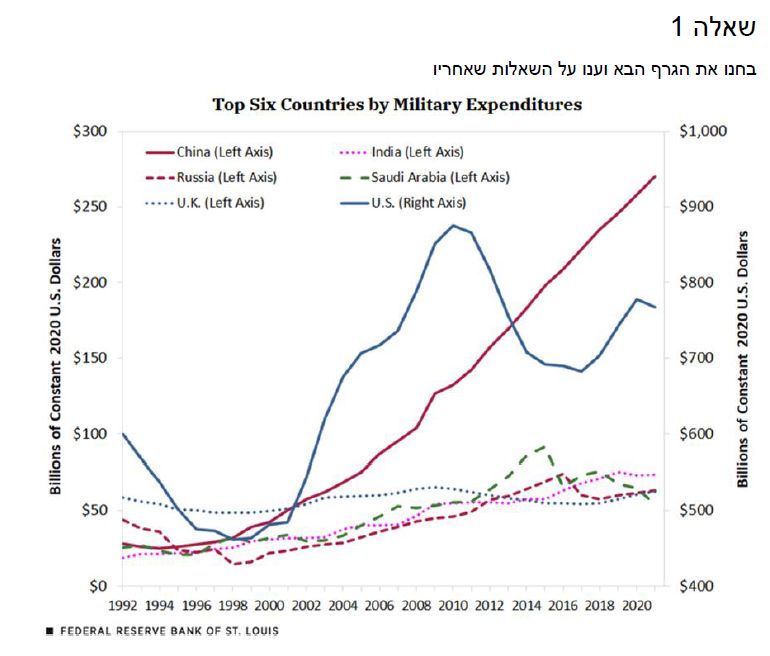 שאלה 1
בחנו את הגרף הבא וענו על השאלות שאחריו
Top Six Countries by Military Expenditures
$300
$250
$200
$150
$100
$50
$0
Billions of Constant 2020 U.S. Dollars
China (Left Axis)
India (Left Axis)
Russia (Left Axis)
Saudi Arabia (Left Axis)
U.K. (Left Axis)
U.S. (Right Axis)
$1,000
$900
$800
$700
$600
$500
$400
Billions of Constant 2020 U.S. Dollars
1992 1994 1996 1998 2000 2002 2004 2006 2008 2010 2012 2014 2016 2018 2020
FEDERAL RESERVE BANK OF ST. LOUIS